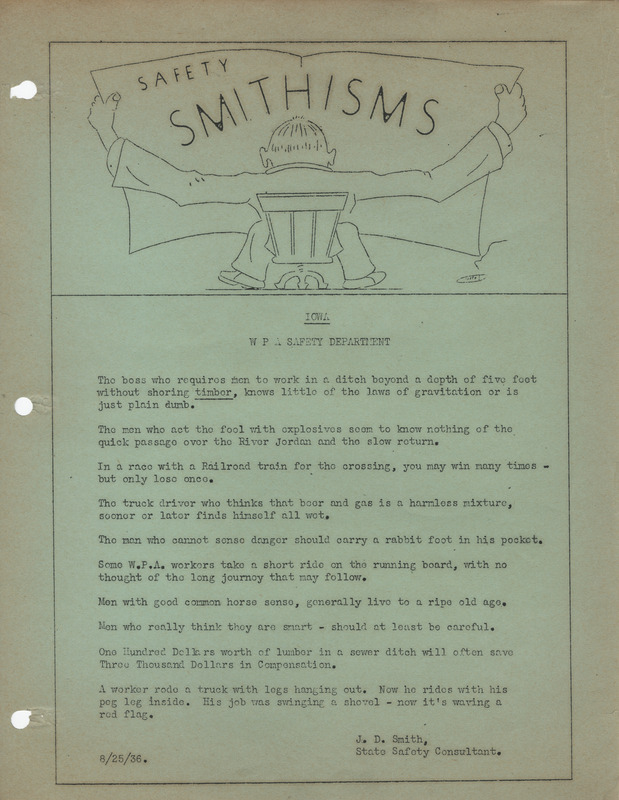 SAFETY
SMITHISMS
IOWA
W P A SAFETY DEPARTMENT
The boss who requires men to work in a ditch beyond a depth of five feet
without shoring timber, knows little of the laws of gravitation or is
just plain dumb.
The men who act the fool with explosives seem to know nothing of the
quick passage over the River Jordan and the slow return.
In a race with a Railroad train for the crossing, you may win many times -
but only lose once.
The truck driver who thinks that beer and gas is a harmless mixture,
sooner or later finds himself all wet.
The man who cannot sense danger should carry a rabbit foot in his pocket.
Some W.P.A. workers take a short ride on the running board, with no
thought of the long journey that may follow.
Men with good common horse sense, generally live to a ripe old age.
Men who really think they are smart - should at least be careful.
One Hundred Dollars worth of lumber in a sewer ditch will often save
Three Thousand Dollars in Compensation.
A worker rode a truck with legs hanging out. Now he rides with his
peg leg inside. His job was swinging a shovel - now it's waving a
red flag.
J. D. Smith,
State Safety Consultant.
8/25/36.